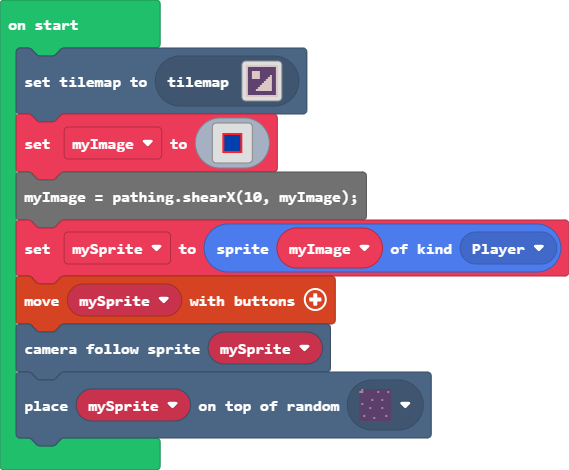 on start
set tilemap to tilemap
set myImage to
myImage = pathing.shearX(10, myImage);
set mySprite to sprite myImage of kind Player
move mySprite with buttons
camera follow sprite mySprite
place mySprite on top of random